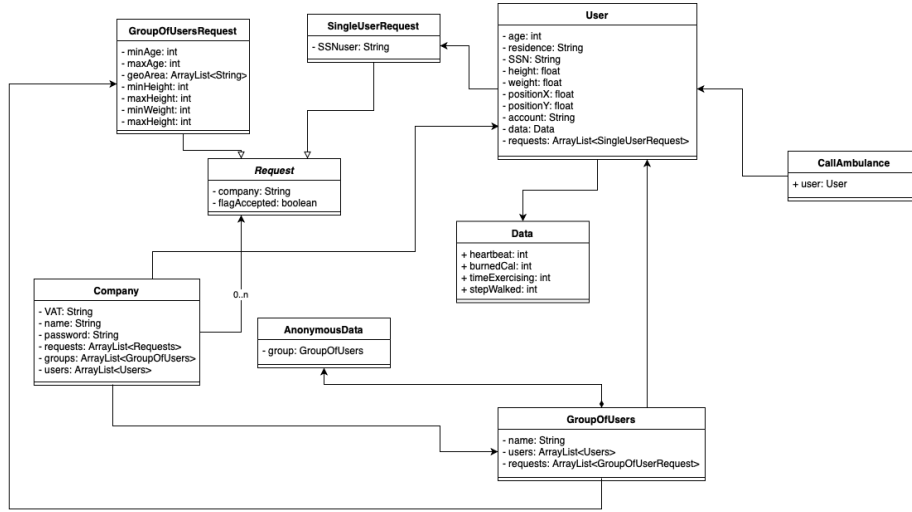 GroupOfUsersRequest
- minAge: int
- maxAge: int
- geoArea: ArrayList<String>
- minHeight: int
- maxHeight: int
- minWeight: int
- maxHeight: int
SingleUserRequest
- SSNuser: String
User
- age: int
- residence: String
- SSN: String
- height: float
- weight: float
- positionX: float
- positionY: float
- account: String
- data: Data
- requests: ArrayList<SingleUserRequest>
CallAmbulance
+ user: User
Request
- company: String
- flagAccepted: boolean
Data
+ heartbeat: int
+ burnedCal: int
+ timeExercising: int
+ stepWalked: int
Company
- VAT: String
- name: String
- password: String
- requests: ArrayList<Requests>
- groups: ArrayList<GroupOfUsers>
- users: ArrayList<Users>
0..n
AnonymousData
- group: GroupOfUsers
GroupOfUsers
- name: String
- users: ArrayList<Users>
- requests: ArrayList<GroupOfUserRequest>